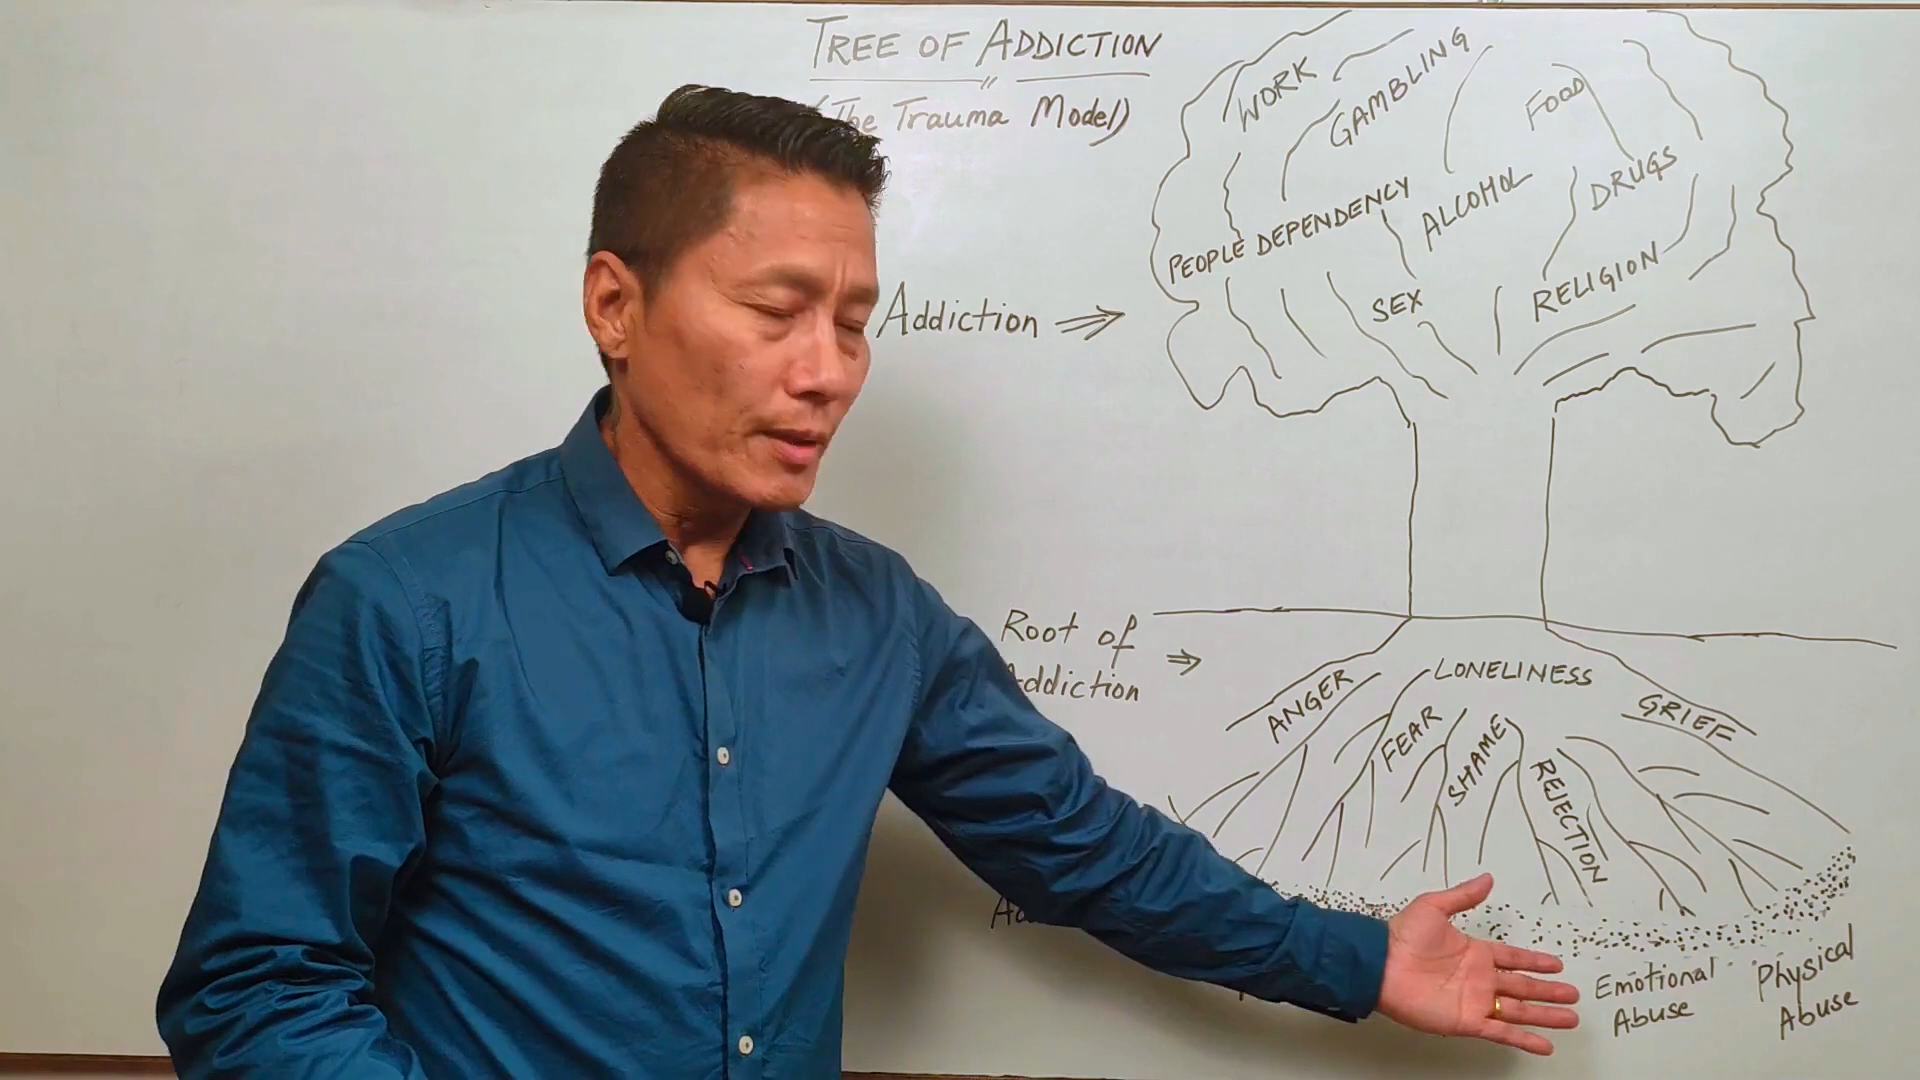 TREE OF ADDICTION
(The Trauma Model)
WORK
GAMBLING
FOOD
PEOPLE DEPENDENCY
ALCOHOL
DRUGS
SEX
RELIGION
Addiction ⇒
Root of
Addiction ⇒
LONELINESS
ANGER
FEAR
SHAME
REJECTION
GRIEF
Emotional
Abuse
Physical
Abuse